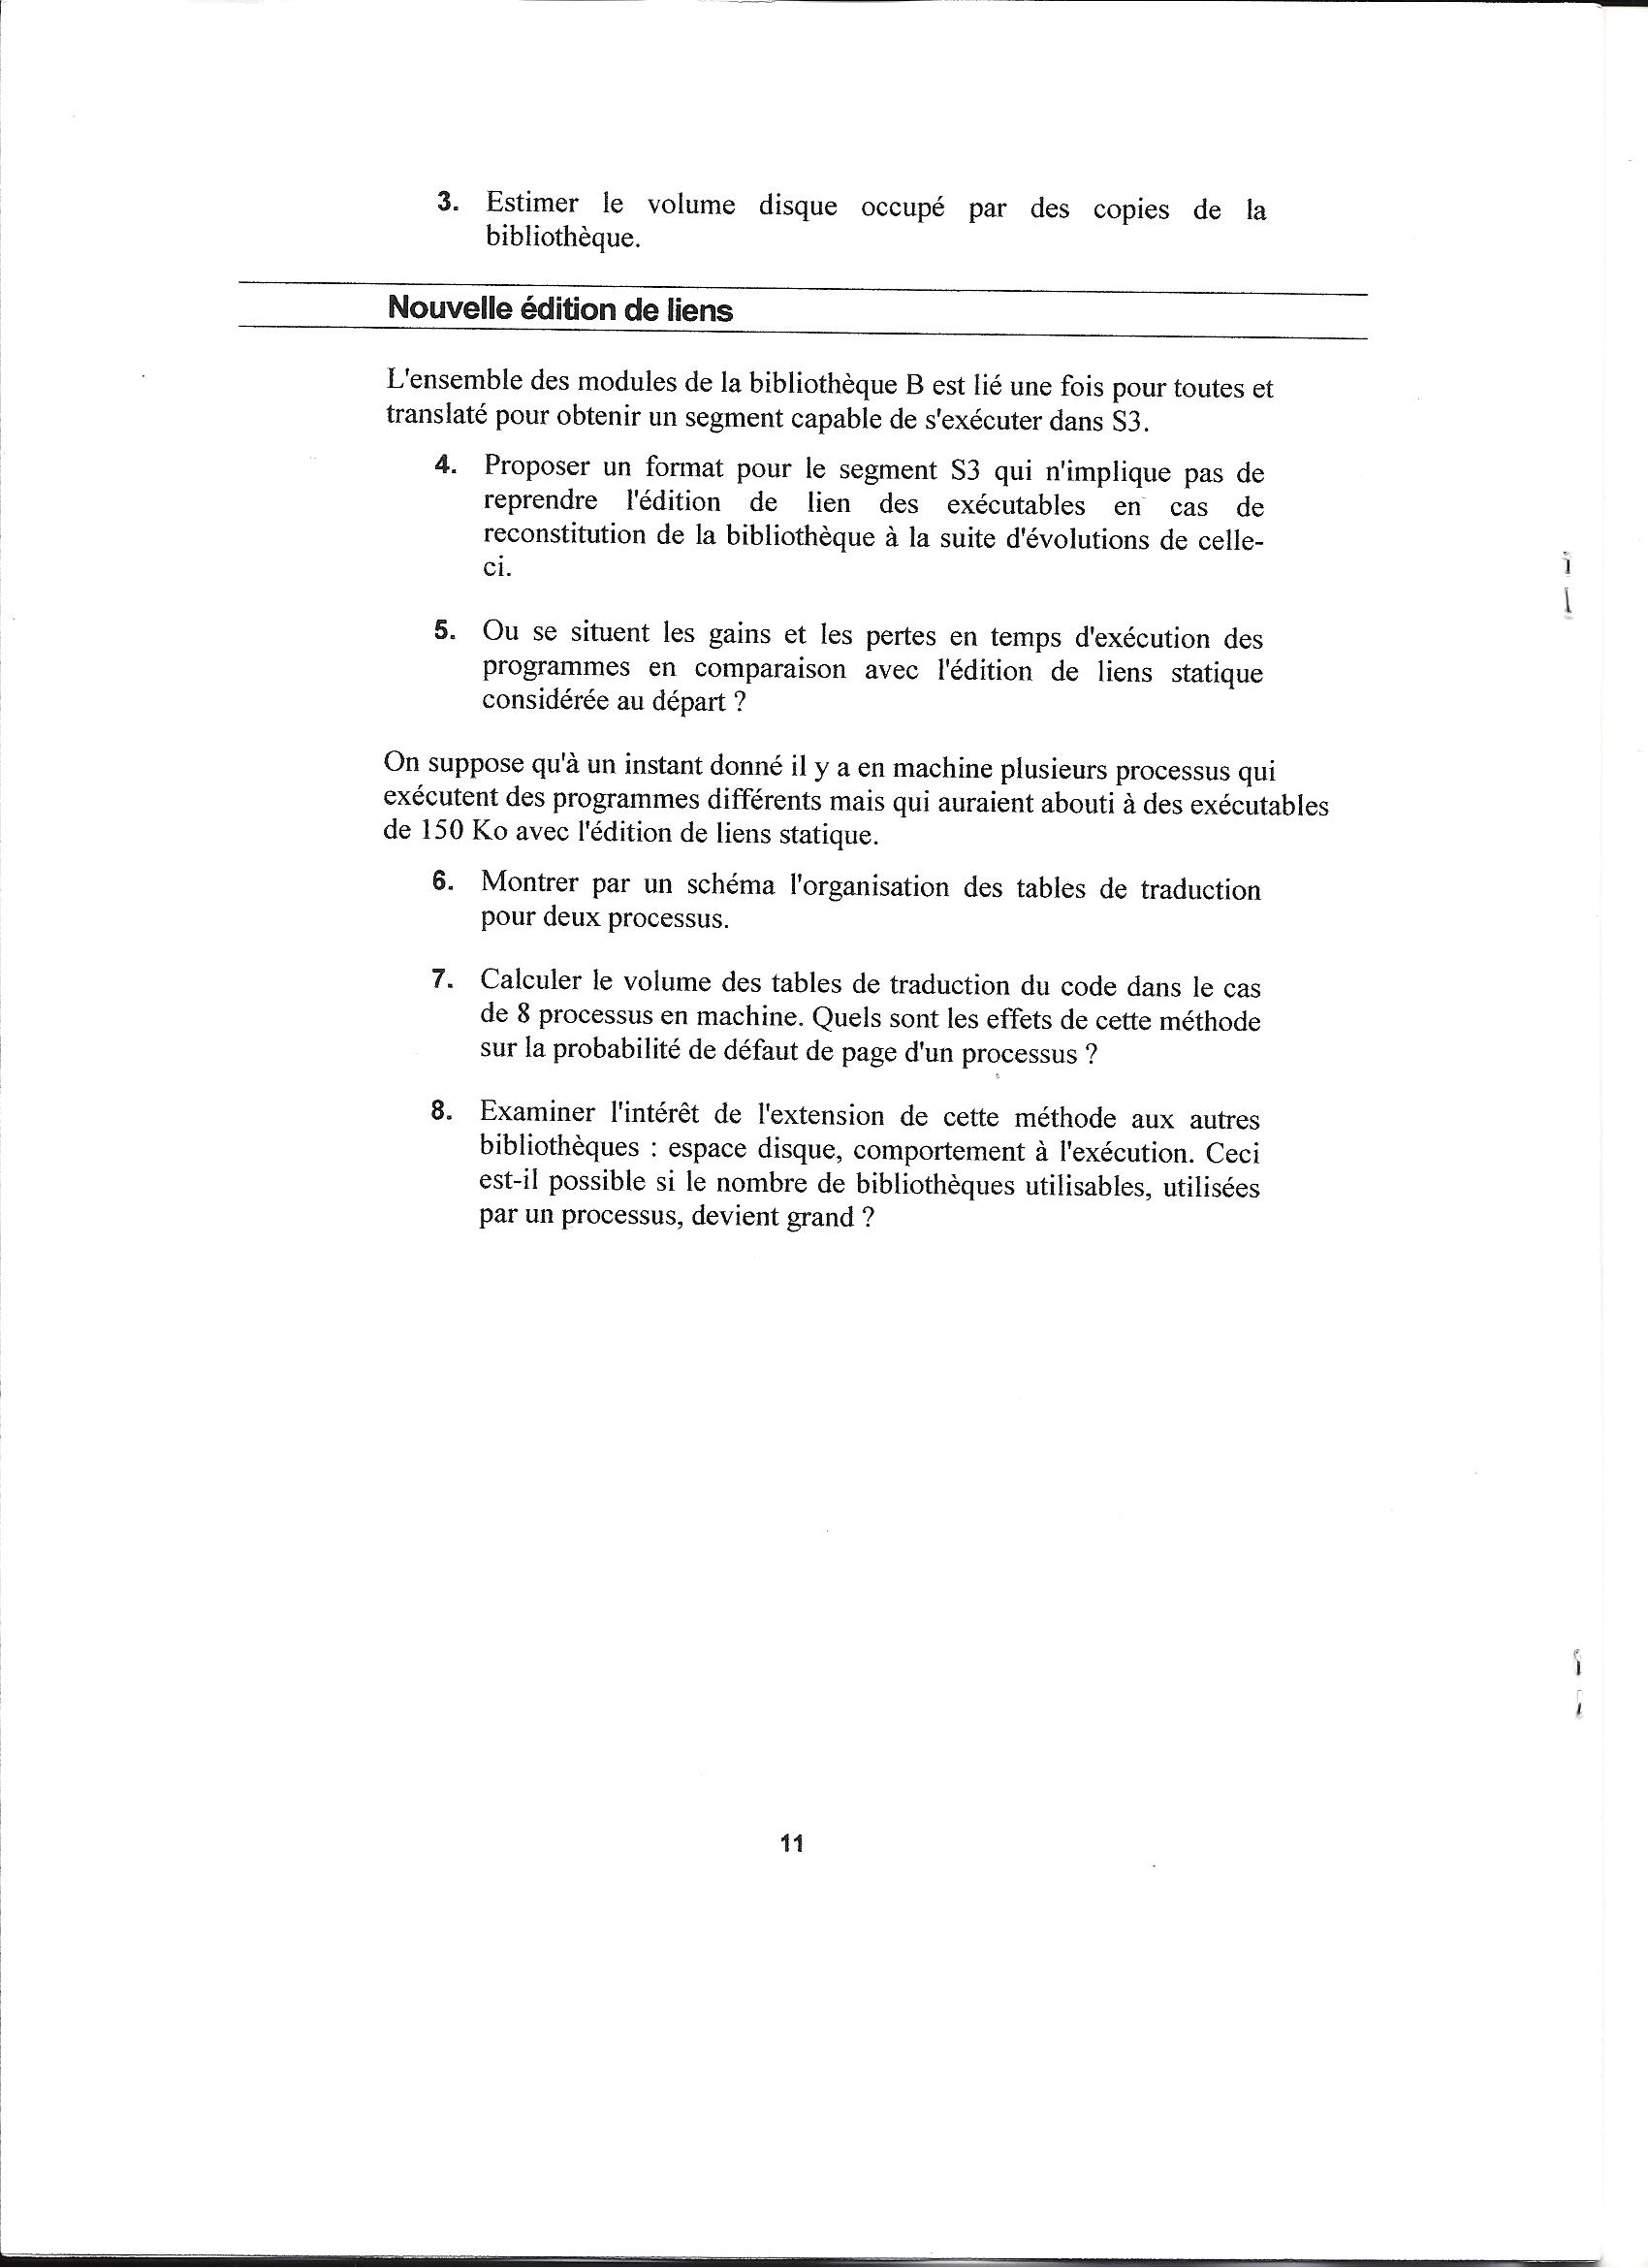 3. Estimer le volume disque occupé par des copies de la
bibliothèque.
Nouvelle édition de liens
L'ensemble des modules de la bibliothèque B est lié une fois pour toutes et
translaté pour obtenir un segment capable de s'exécuter dans S3.
4. Proposer un format pour le segment S3 qui n'implique pas de
reprendre l'édition de lien des exécutables en cas de
reconstitution de la bibliothèque à la suite d'évolutions de celle-
ci.
5. Ou se situent les gains et les pertes en temps d'exécution des
programmes en comparaison avec l'édition de liens statique
considérée au départ ?
On suppose qu'à un instant donné il y a en machine plusieurs processus qui
exécutent des programmes différents mais qui auraient abouti à des exécutables
de 150 Ko avec l'édition de liens statique.
6. Montrer par un schéma l'organisation des tables de traduction
pour deux processus.
7. Calculer le volume des tables de traduction du code dans le cas
de 8 processus en machine. Quels sont les effets de cette méthode
sur la probabilité de défaut de page d'un processus ?
8. Examiner l'intérêt de l'extension de cette méthode aux autres
bibliothèques : espace disque, comportement à l'exécution. Ceci
est-il possible si le nombre de bibliothèques utilisables, utilisées
par un processus, devient grand ?
11